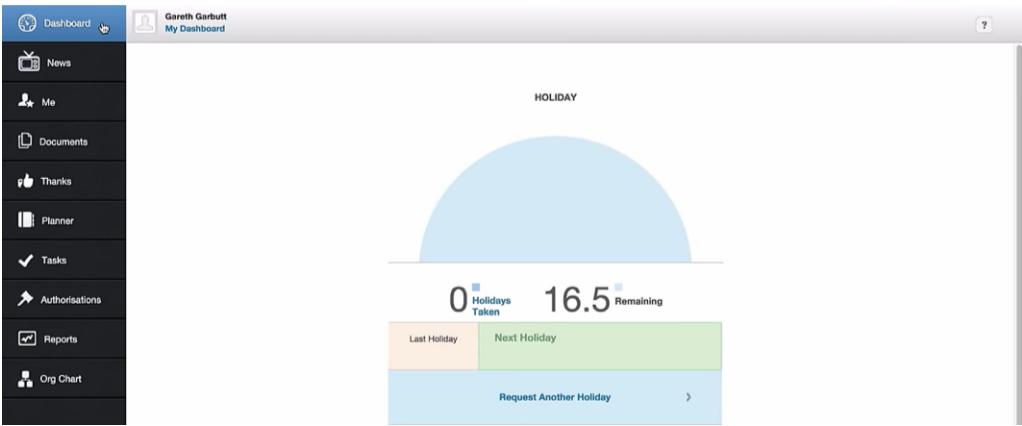 Dashboard
News
Me
Documents
Thanks
Planner
Tasks
Authorisations
Reports
Org Chart
Gareth Garbutt
My Dashboard
?
HOLIDAY
0 Holidays
Taken
16.5 Remaining
Last Holiday
Next Holiday
Request Another Holiday